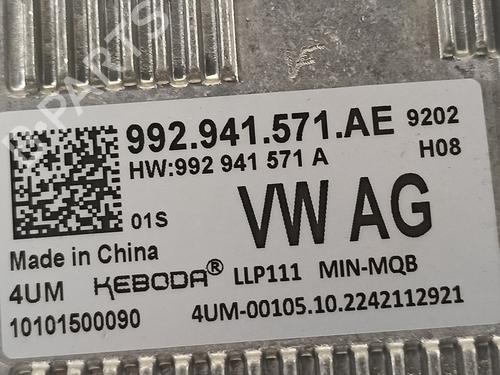 992.941.571.AE 9202
HW:992 941 571 A H08
01S VW AG
Made in China
4UM KEBODA® LLP111 MIN-MQB
10101500090 4UM-00105.10.2242112921
B-PARTS